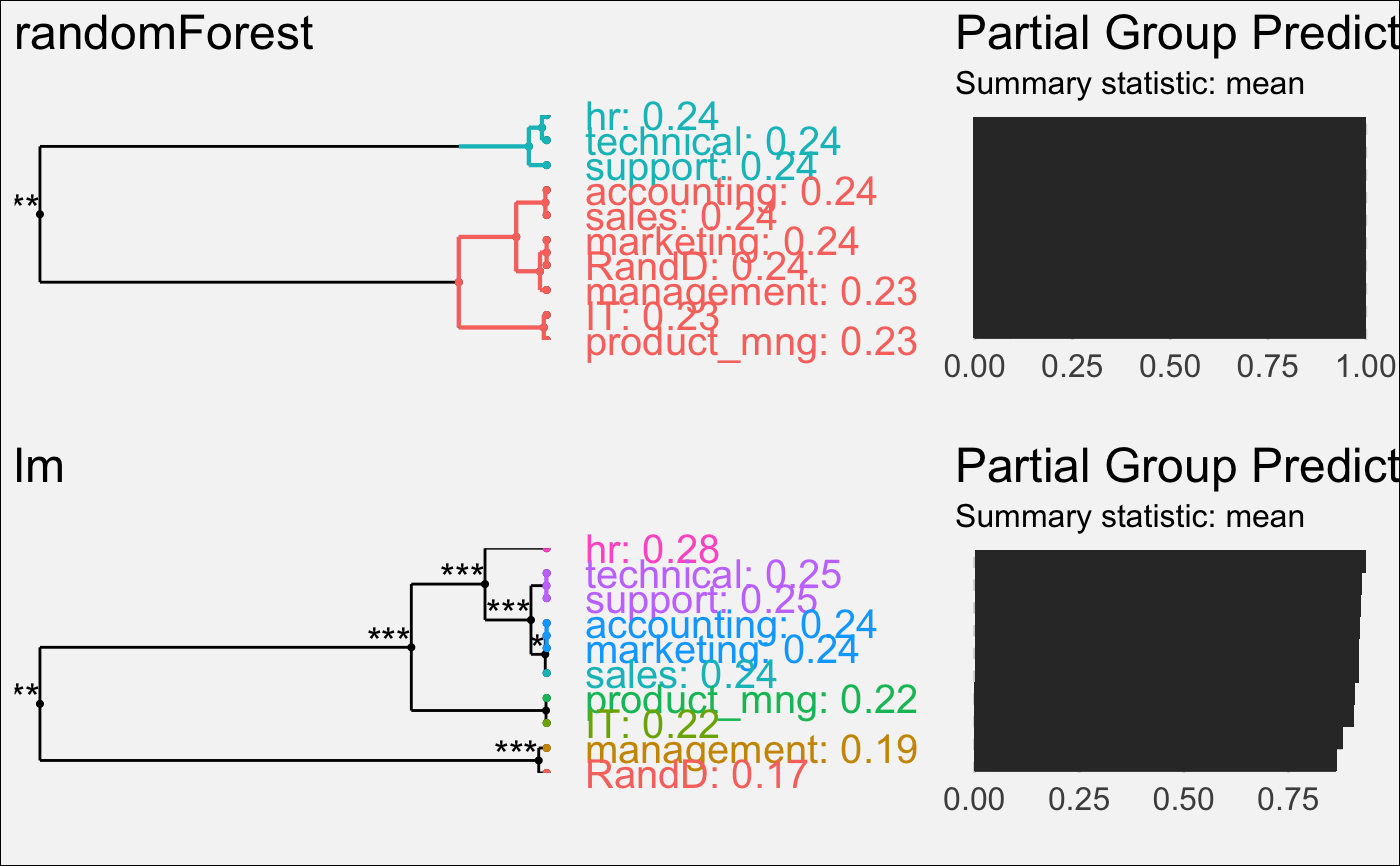 randomForest
Partial Group Predict
Summary statistic: mean
**
hr: 0.24
technical: 0.24
support: 0.24
accounting: 0.24
sales: 0.24
marketing: 0.24
RandD: 0.24
management: 0.23
IT: 0.23
product_mng: 0.23
0.00 0.25 0.50 0.75 1.00
lm
Partial Group Predict
Summary statistic: mean
**
***
***
***
*
***
hr: 0.28
technical: 0.25
support: 0.25
accounting: 0.24
marketing: 0.24
sales: 0.24
product_mng: 0.22
IT: 0.22
management: 0.19
RandD: 0.17
0.00 0.25 0.50 0.75